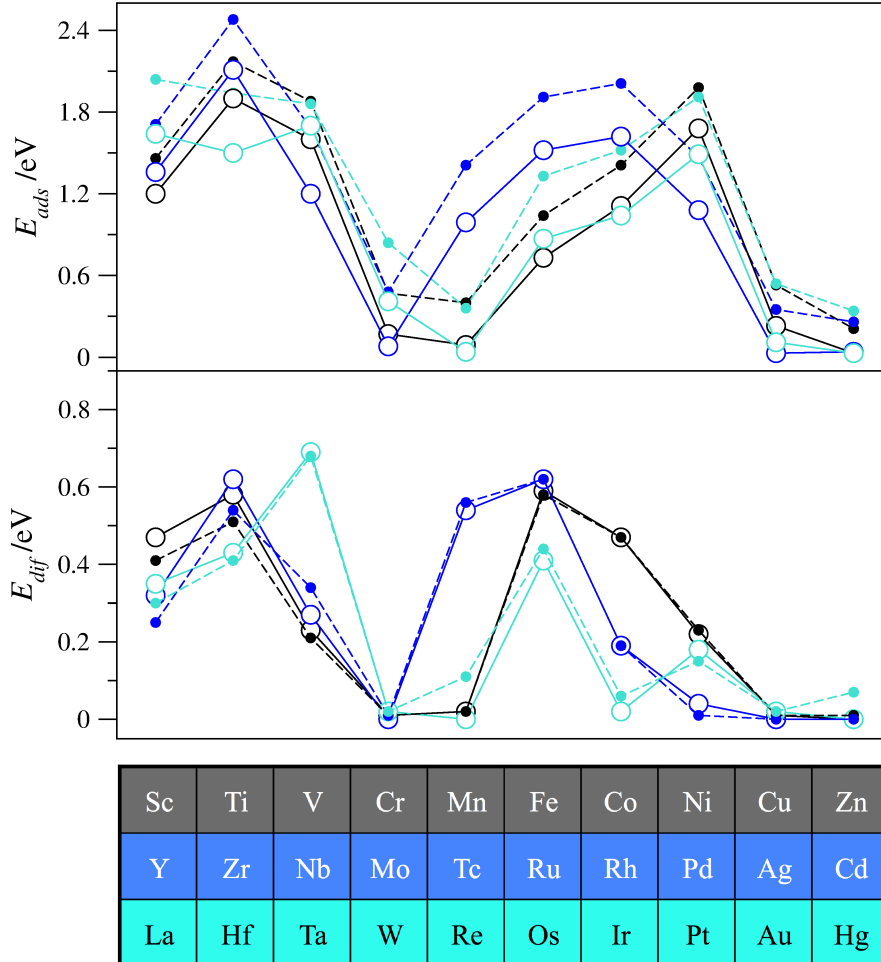 2.4
1.8
1.2
0.6
0
E_ads /eV
0.8
0.6
0.4
0.2
0
E_dif /eV
Sc Ti V Cr Mn Fe Co Ni Cu Zn
Y Zr Nb Mo Tc Ru Rh Pd Ag Cd
La Hf Ta W Re Os Ir Pt Au Hg